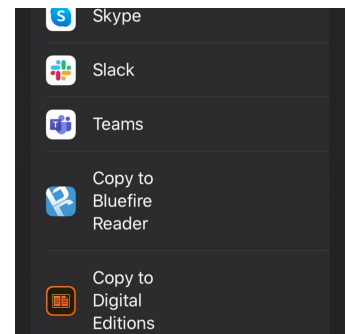 Skype
Slack
Teams
Copy to
Bluefire
Reader
Copy to
Digital
Editions